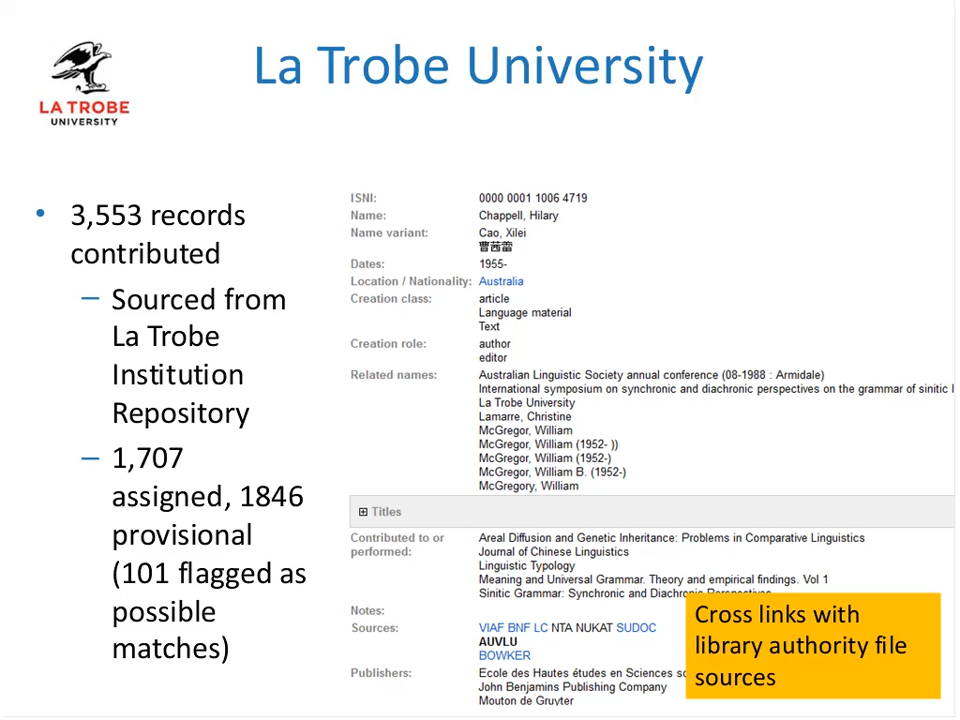 La Trobe University
LA TROBE
UNIVERSITY
• 3,553 records
contributed
– Sourced from
La Trobe
Institution
Repository
– 1,707
assigned, 1846
provisional
(101 flagged as
possible
matches)
ISNI: 0000 0001 1006 4719
Name: Chappell, Hilary
Name variant: Cao, Xilei
曹茜蕾
Dates: 1955-
Location / Nationality: Australia
Creation class: article
Language material
Text
Creation role: author
editor
Related names: Australian Linguistic Society annual conference (08-1988 : Armidale)
International symposium on synchronic and diachronic perspectives on the grammar of sinitic l
La Trobe University
Lamarre, Christine
McGregor, William
McGregor, William (1952- ))
McGregor, William (1952-)
McGregor, William B. (1952-)
McGregory, William
Titles
Contributed to or Areal Diffusion and Genetic Inheritance: Problems in Comparative Linguistics
performed: Journal of Chinese Linguistics
Linguistic Typology
Meaning and Universal Grammar. Theory and empirical findings. Vol 1
Sinitic Grammar: Synchronic and Diachronic Perspectives
Notes:
Sources: VIAF BNF LC NTA NUKAT SUDOC
AUVLU
BOWKER
Publishers: Ecole des Hautes études en Sciences so
John Benjamins Publishing Company
Mouton de Gruyter
Cross links with
library authority file
sources